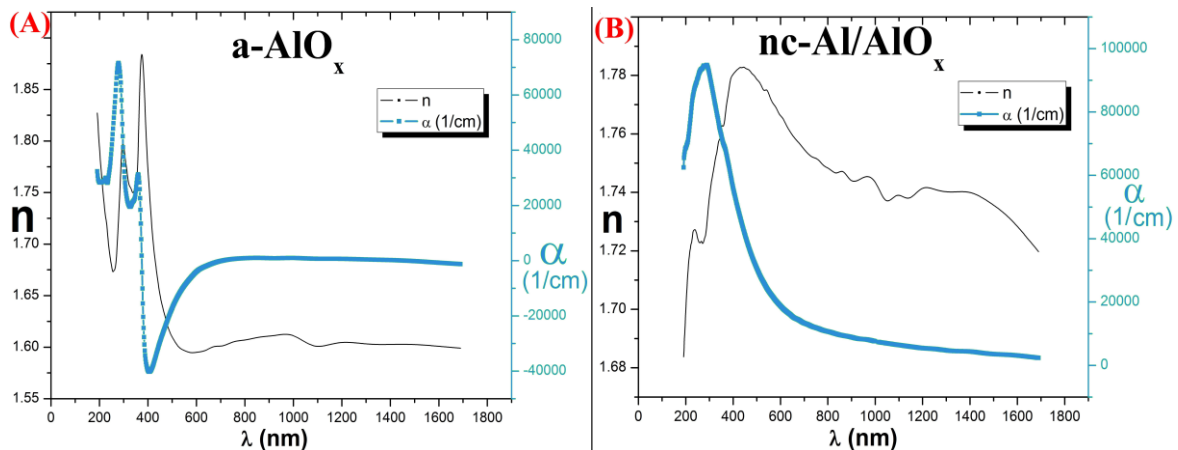 (A)
a-AlOx
n
α (1/cm)
1.85
1.80
1.75
1.70
1.65
1.60
1.55
n
80000
60000
40000
20000
0
-20000
-40000
α
(1/cm)
0 200 400 600 800 1000 1200 1400 1600 1800
λ (nm)
(B)
nc-Al/AlOx
n
α (1/cm)
1.78
1.76
1.74
1.72
1.70
1.68
n
100000
80000
60000
40000
20000
0
α
(1/cm)
0 200 400 600 800 1000 1200 1400 1600 1800
λ (nm)